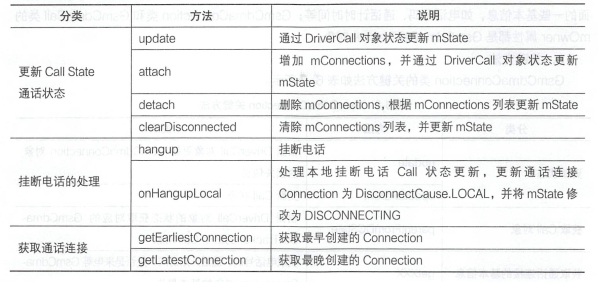 分类 方法 说明
更新 Call State 通话状态
update 通过 DriverCall 对象状态更新 mState
attach 增加 mConnections，并通过 DriverCall 对象状态更新
mState
detach 删除 mConnections，根据 mConnections 列表更新 mState
clearDisconnected 清除 mConnections 列表，并更新 mState
挂断电话的处理
hangup 挂断电话
onHangupLocal 处理本地挂断电话 Call 状态更新，更新通话连接
Connection 为 DisconnectCause.LOCAL，并将 mState 修
改为 DISCONNECTING
获取通话连接
getEarliestConnection 获取最早创建的 Connection
getLatestConnection 获取最晚创建的 Connection